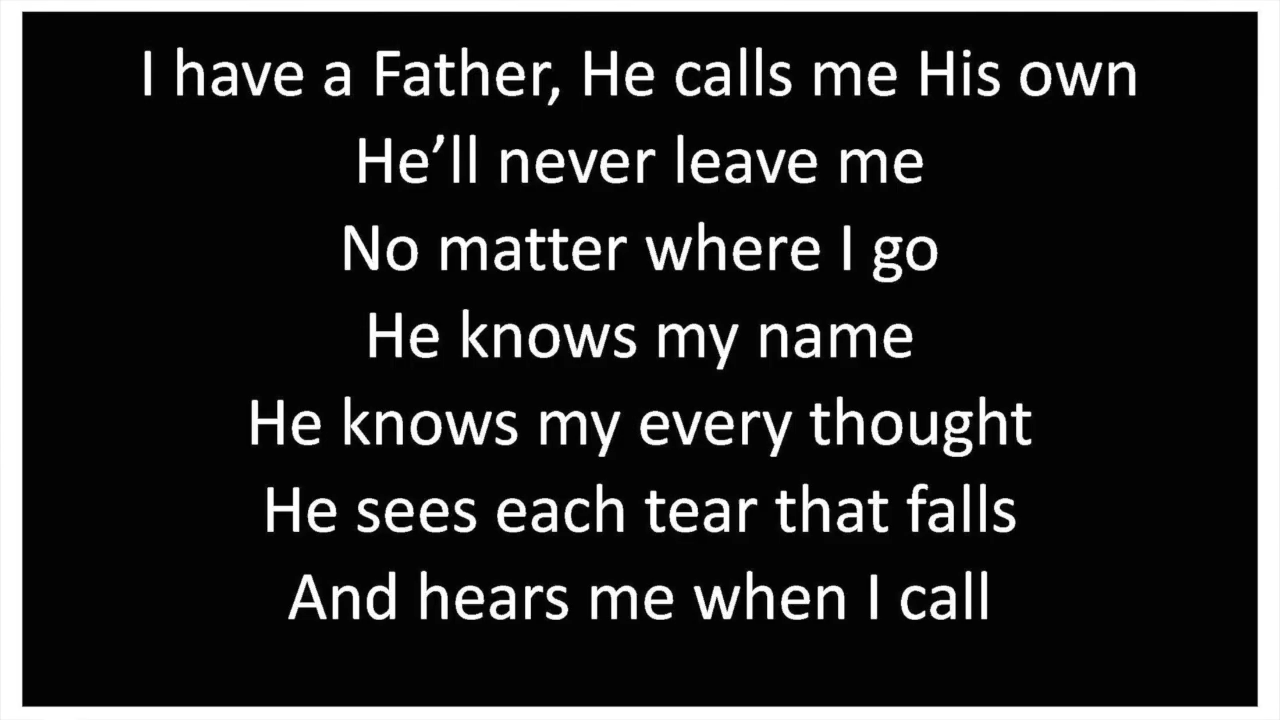 I have a Father, He calls me His own
He’ll never leave me
No matter where I go
He knows my name
He knows my every thought
He sees each tear that falls
And hears me when I call